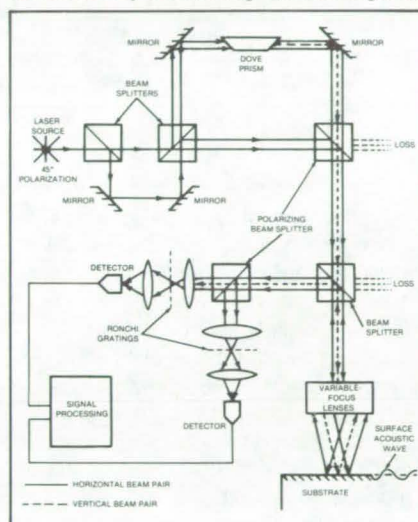 MIRROR
DOVE
PRISM
MIRROR
BEAM
SPLITTERS
LASER
SOURCE
45°
POLARIZATION
LOSS
MIRROR
MIRROR
POLARIZING
BEAM
SPLITTER
DETECTOR
LOSS
RONCHI
GRATINGS
BEAM
SPLITTER
SIGNAL
PROCESSING
DETECTOR
VARIABLE
FOCUS
LENSES
SURFACE
ACOUSTIC
WAVE
HORIZONTAL BEAM PAIR
VERTICAL BEAM PAIR
SUBSTRATE